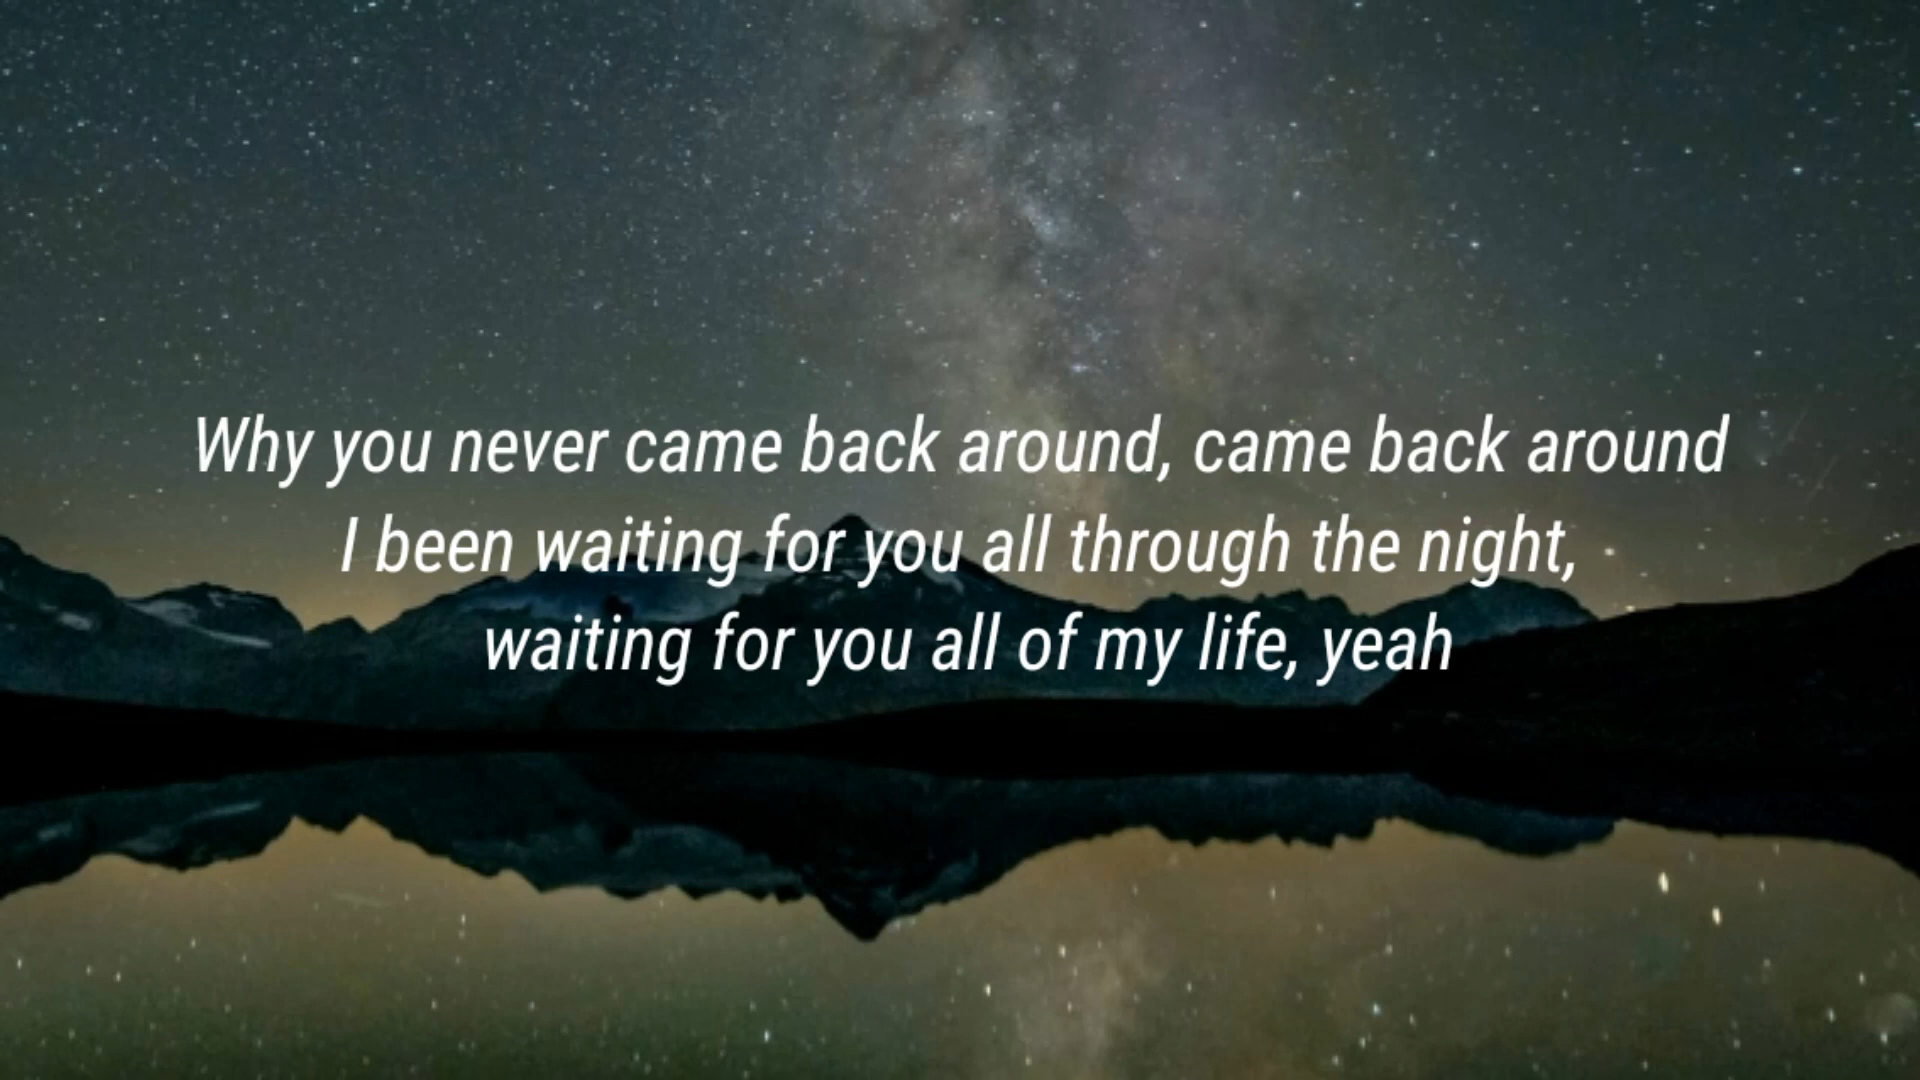 Why you never came back around, came back around
I been waiting for you all through the night,
waiting for you all of my life, yeah